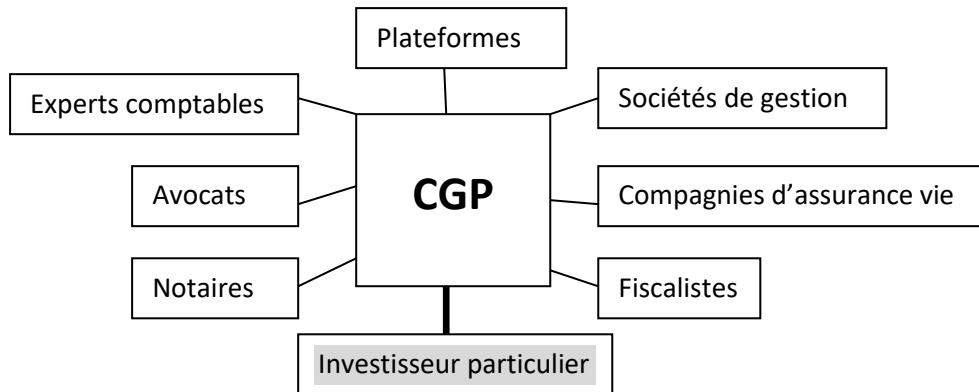 Plateformes
Experts comptables
Sociétés de gestion
Avocats
CGP
Compagnies d’assurance vie
Notaires
Fiscalistes
Investisseur particulier